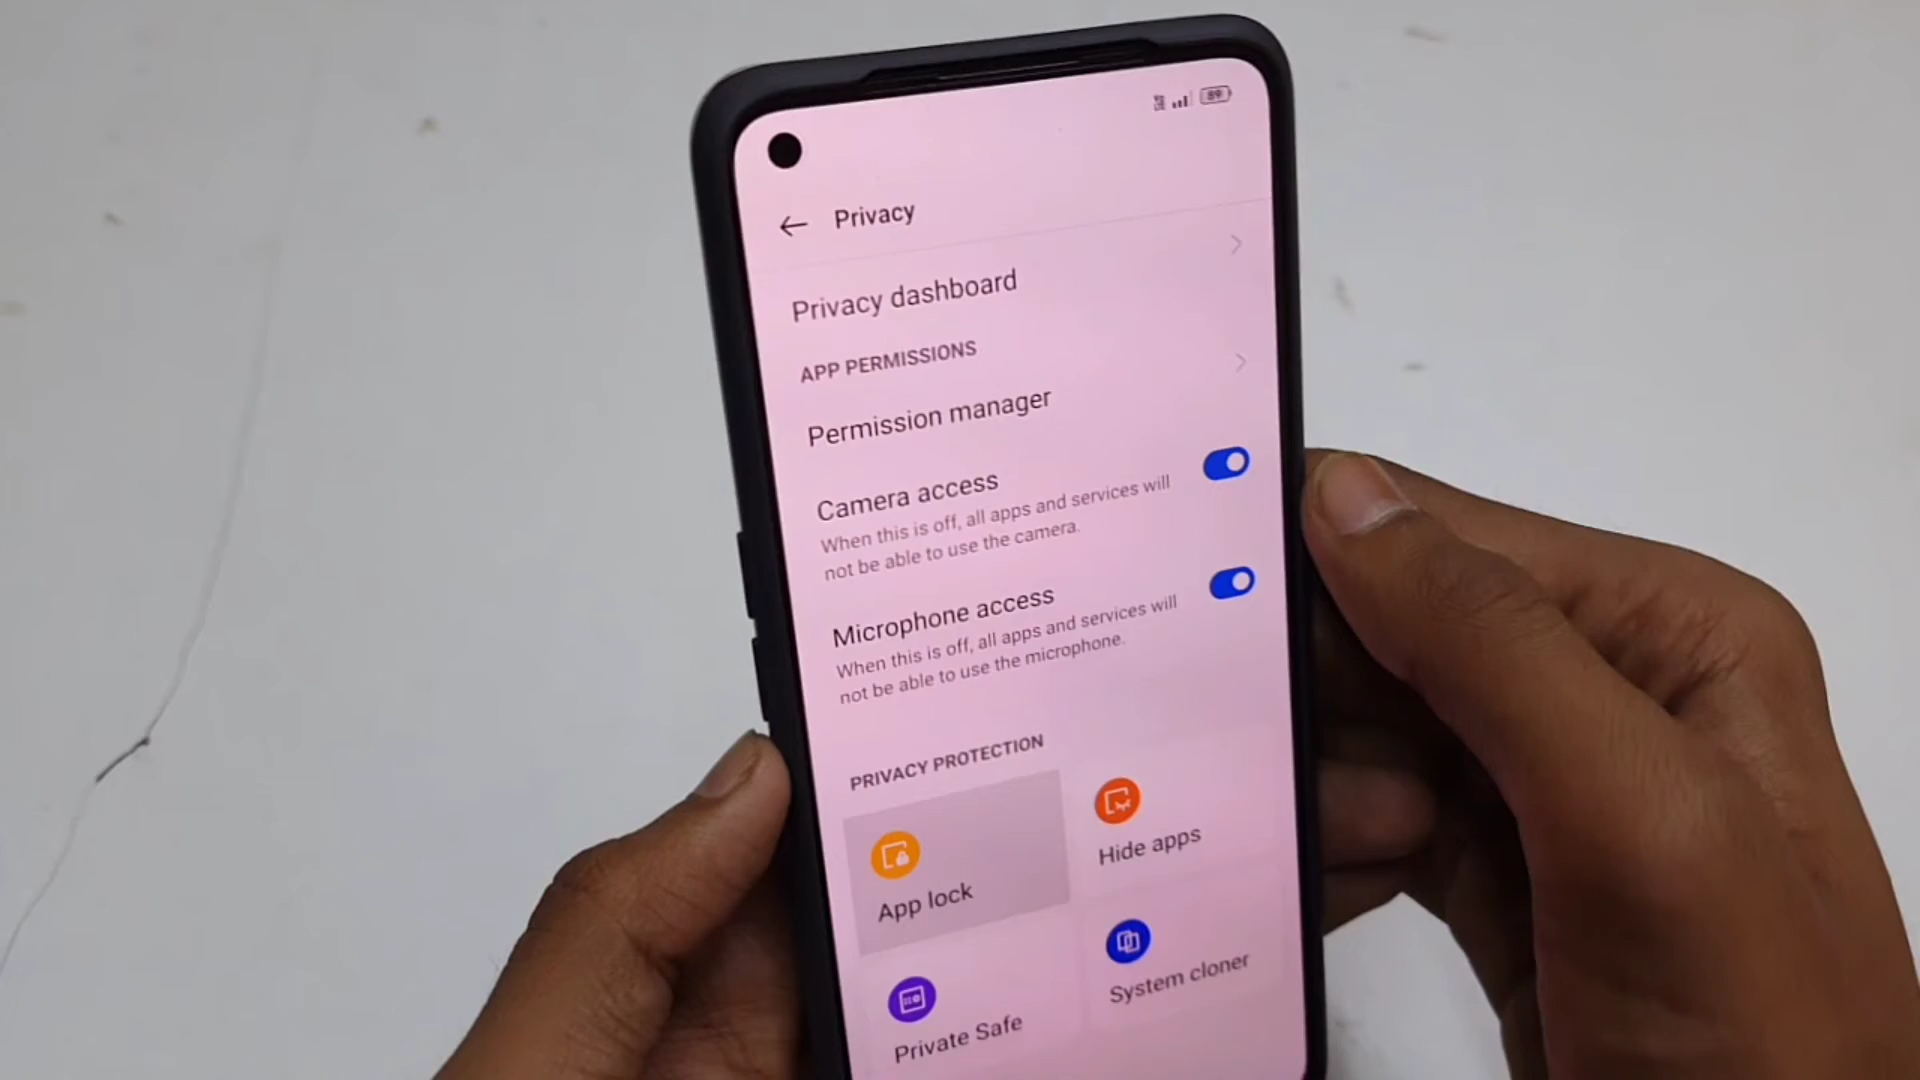 89
Privacy
Privacy dashboard
APP PERMISSIONS
Permission manager
Camera access
When this is off, all apps and services will
not be able to use the camera.
Microphone access
When this is off, all apps and services will
not be able to use the microphone.
PRIVACY PROTECTION
App lock
Hide apps
Private Safe
System cloner